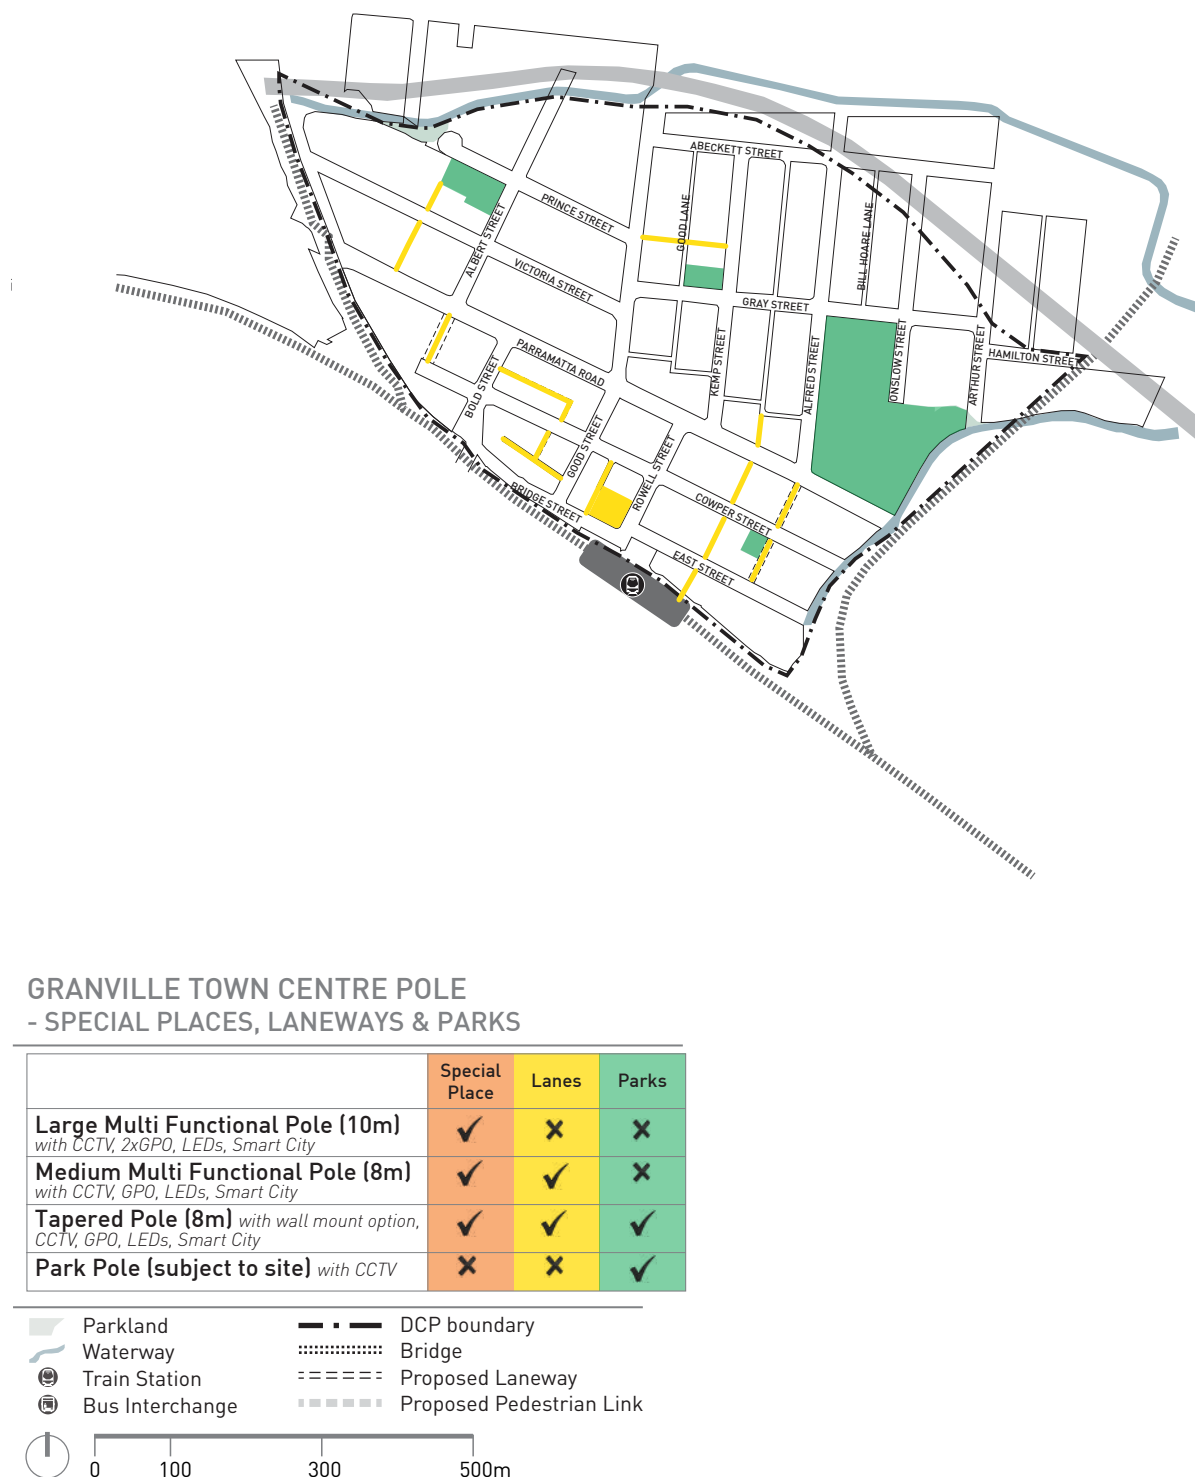 ABECKETT STREET
PRINCE STREET
GOOD LANE
BILL HOARE LANE
ALBERT STREET
VICTORIA STREET
GRAY STREET
ONSLOW STREET
ARTHUR STREET
HAMILTON STREET
KEMP STREET
ALFRED STREET
PARRAMATTA ROAD
BOLD STREET
GOOD STREET
ROWELL STREET
BRIDGE STREET
COWPER STREET
EAST STREET
GRANVILLE TOWN CENTRE POLE
- SPECIAL PLACES, LANEWAYS & PARKS
Special
Place
Lanes
Parks
Large Multi Functional Pole (10m)
with CCTV, 2xGPO, LEDs, Smart City
Medium Multi Functional Pole (8m)
with CCTV, GPO, LEDs, Smart City
Tapered Pole (8m) with wall mount option,
CCTV, GPO, LEDs, Smart City
Park Pole (subject to site) with CCTV
Parkland
Waterway
Train Station
Bus Interchange
DCP boundary
Bridge
Proposed Laneway
Proposed Pedestrian Link
0 100 300 500m